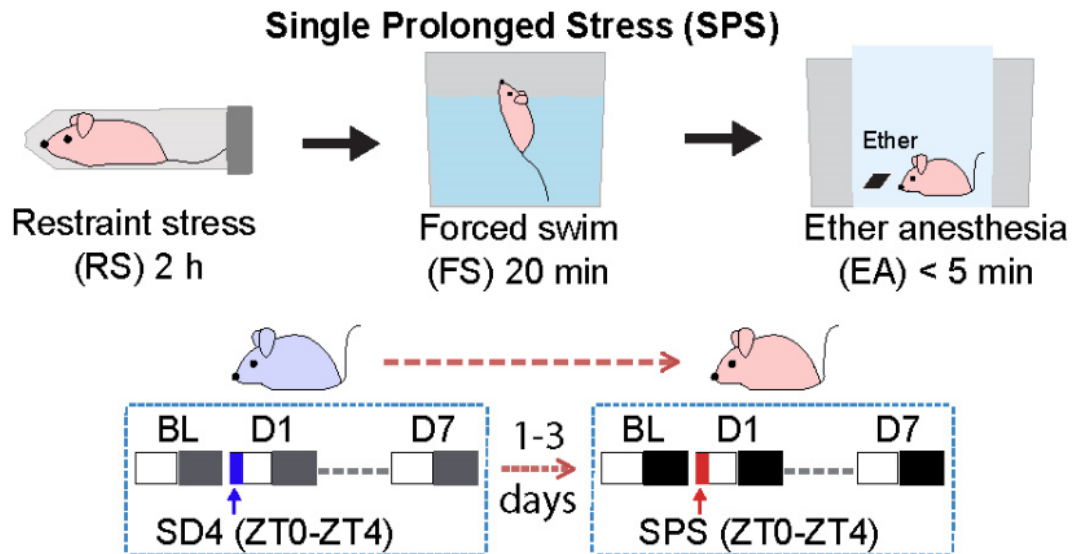 Single Prolonged Stress (SPS)
Ether
Restraint stress
(RS) 2 h
Forced swim
(FS) 20 min
Ether anesthesia
(EA) < 5 min
BL D1 D7
1-3
days
BL D1 D7
SD4 (ZT0-ZT4)
SPS (ZT0-ZT4)